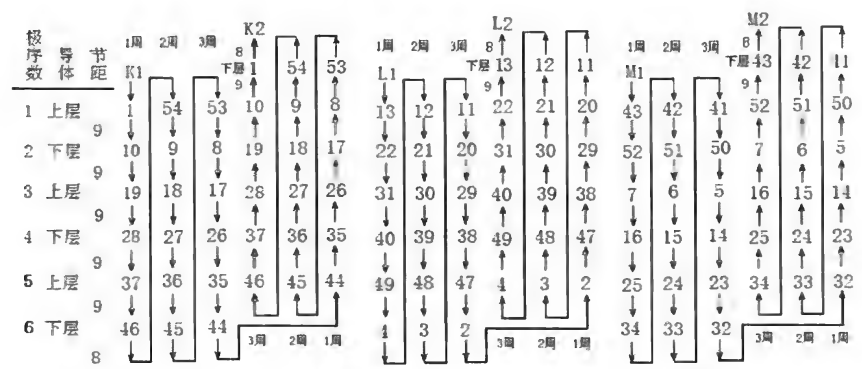 K2 L2 M2
极序数 导体 节距 1周 2周 3周 8 1周 2周 3周 8 1周 2周 3周 8
K1 下层 1 54 53 L1 下层 13 12 11 M1 下层 43 42 11
9 9 9
1 上层 1 54 53 10 9 8 13 12 11 22 21 20 43 42 41 52 51 50
9
2 下层 10 9 8 19 18 17 22 21 20 31 30 29 52 51 50 7 6 5
9
3 上层 19 18 17 28 27 26 31 30 29 40 39 38 7 6 5 16 15 14
9
4 下层 28 27 26 37 36 35 40 39 38 49 48 47 16 15 14 25 24 23
9
5 上层 37 36 35 46 45 44 49 48 47 4 3 2 25 24 23 34 33 32
9
6 下层 46 45 44 4 3 2 34 33 32
3周 2周 1周 3周 2周 1周 3周 2周 1周
8